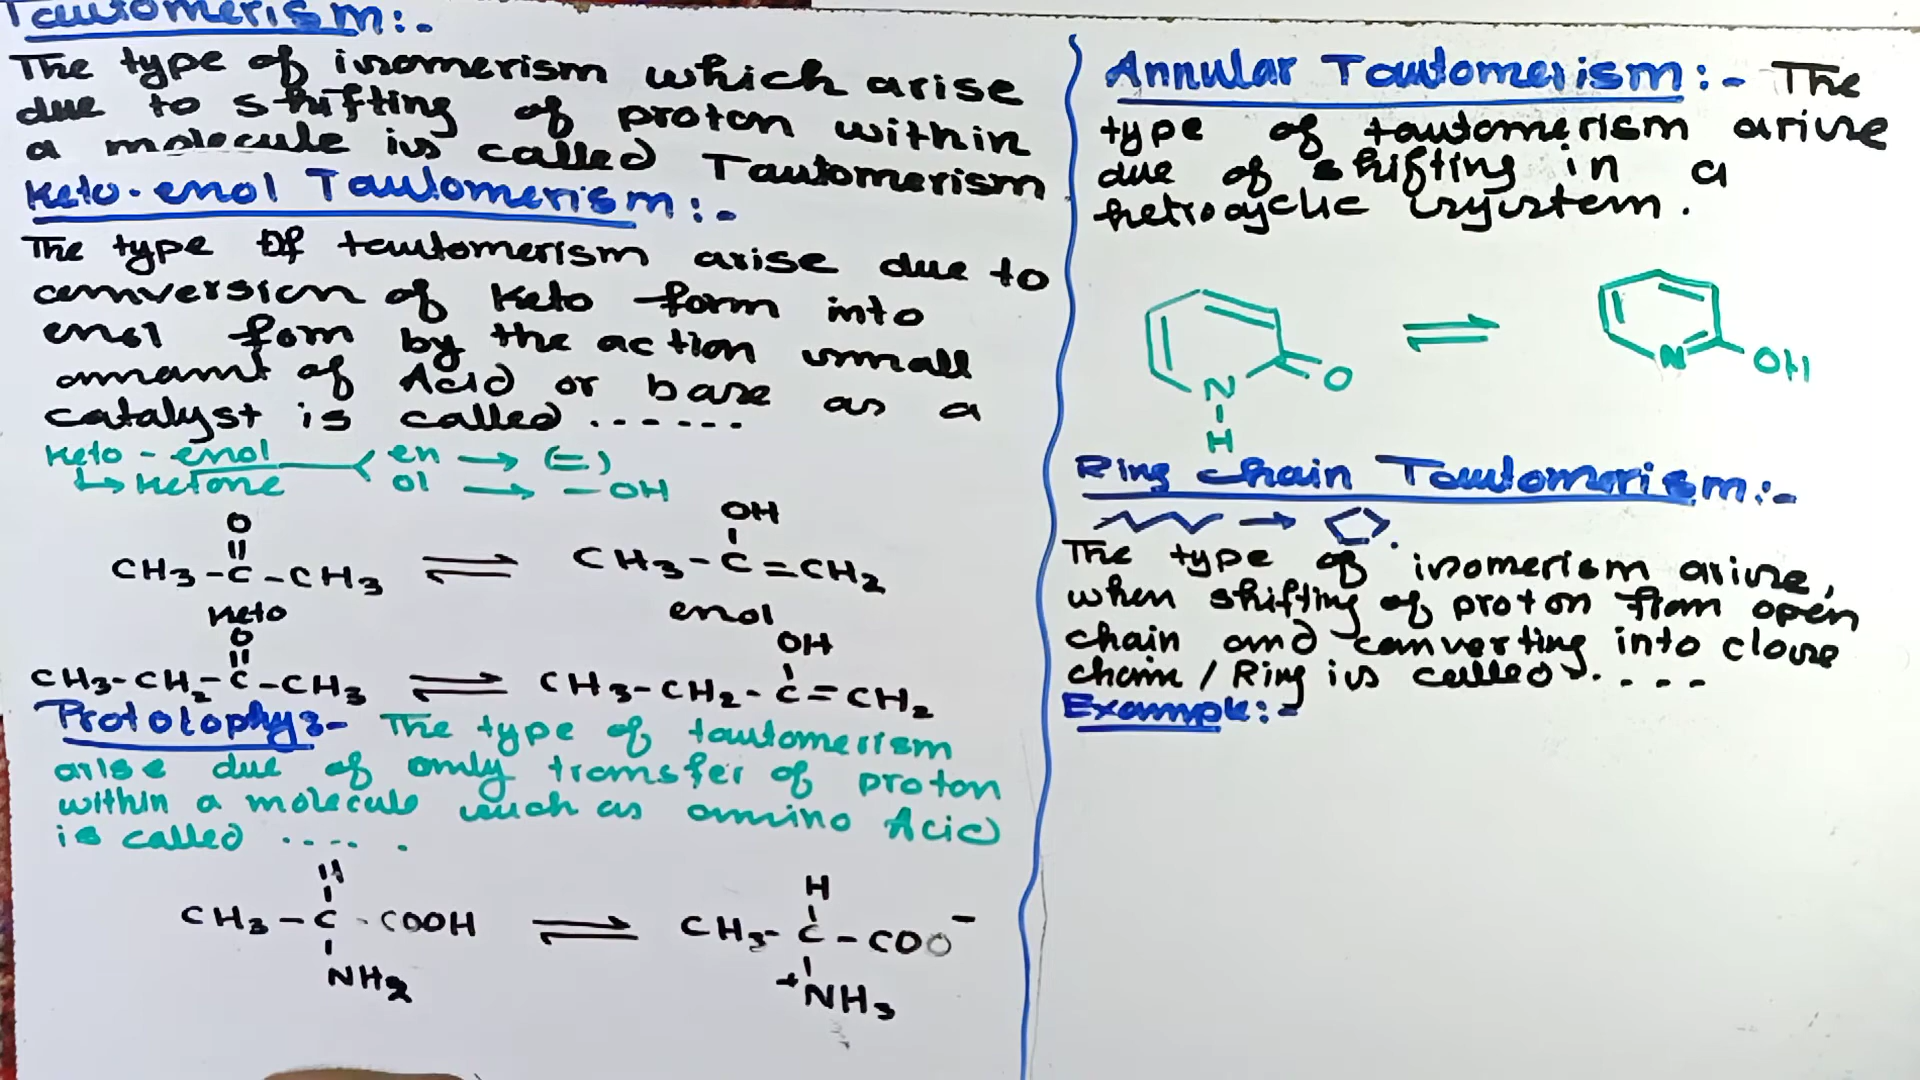 Tautomerism:-
The type of isomerism which arise
due to shifting of proton within
a molecule is called Tautomerism
Keto-enol Tautomerism:-
The type of tautomerism arise due to
conversion of Keto form into
enol form by the action small
amamt of Acid or base as a
catalyst is called ......
Keto - enol en → (=)
↳ Ketone ol → -OH
O
CH3-C-CH3 ⇌ CH3-C=CH2
OH
keto
enol
O
OH
CH3-CH2-C-CH3 ⇌ CH3-CH2-C=CH2
Prototophy:- The type of tautomerism
arise due of only transfer of proton
within a molecule such as amino Acid
is called .....
H
CH3-C-COOH ⇌ CH3-C-COO⁻
NH2
H
+NH3
Annular Tautomerism:- The
type of tautomerism arise
due of shifting in a
hetrocyclic system.
N
H
O
⇌
N
OH
Ring chain Tautomerism:-
→
The type of isomerism arise,
when shifting of proton from open
chain and converting into close
chain / Ring is called ....
Example:-